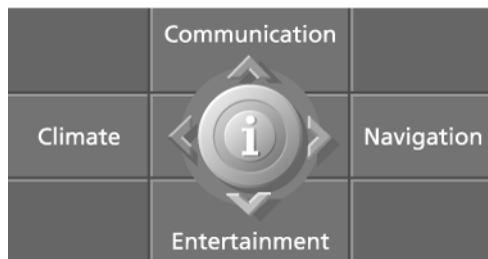 Communication
Climate
i
Navigation
Entertainment